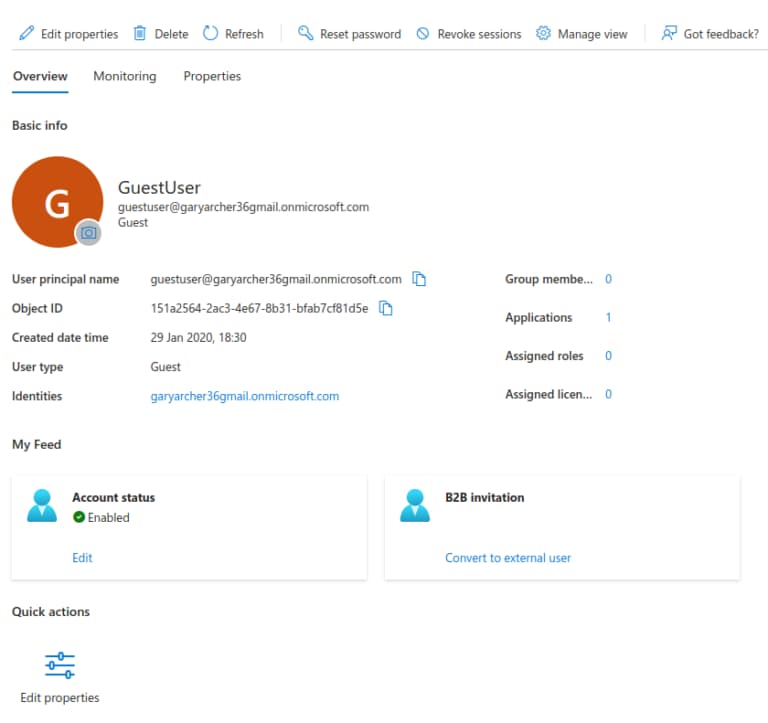 Edit properties Delete Refresh Reset password Revoke sessions Manage view Got feedback?
Overview Monitoring Properties
Basic info
G
GuestUser
guestuser@garyarcher36gmail.onmicrosoft.com
Guest
User principal name guestuser@garyarcher36gmail.onmicrosoft.com Group membe... 0
Object ID 151a2564-2ac3-4e67-8b31-bfab7cf81d5e
Applications 1
Created date time 29 Jan 2020, 18:30
Assigned roles 0
User type Guest
Identities garyarcher36gmail.onmicrosoft.com Assigned licen... 0
My Feed
Account status
Enabled
Edit
B2B invitation
Convert to external user
Quick actions
Edit properties